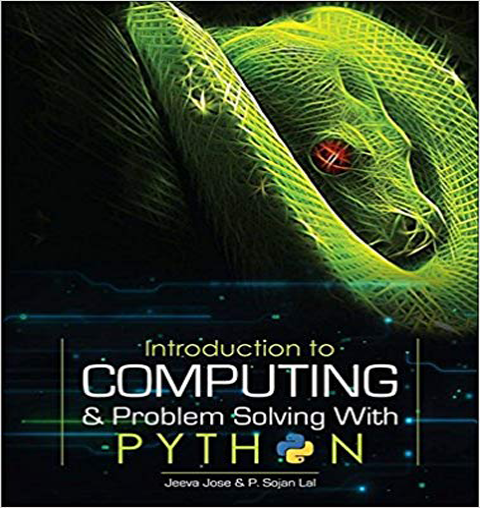 Introduction to
COMPUTING
& Problem Solving With
PYTHON
Jeeva Jose & P. Sojan Lal